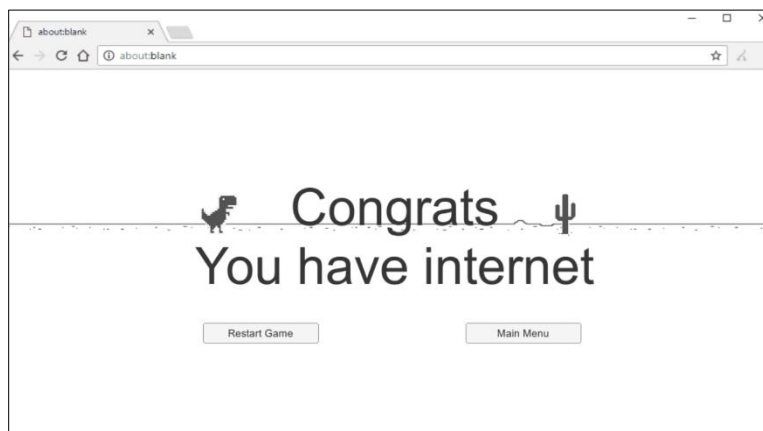 about:blank
about:blank
Congrats
You have internet
Restart Game
Main Menu